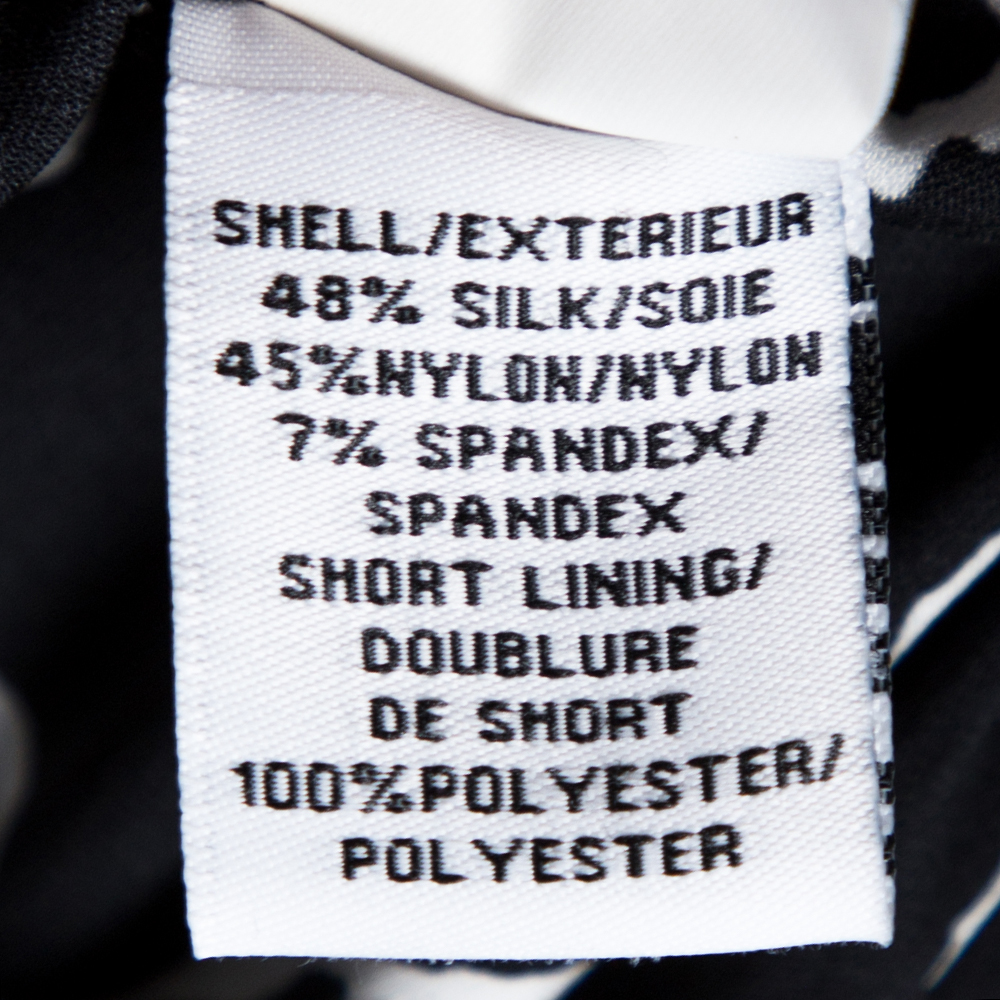 SHELL/EXTERIEUR
48% SILK/SOIE
45%NYLON/NYLON
7% SPANDEX/
SPANDEX
SHORT LINING/
DOUBLURE
DE SHORT
100%POLYESTER/
POLYESTER